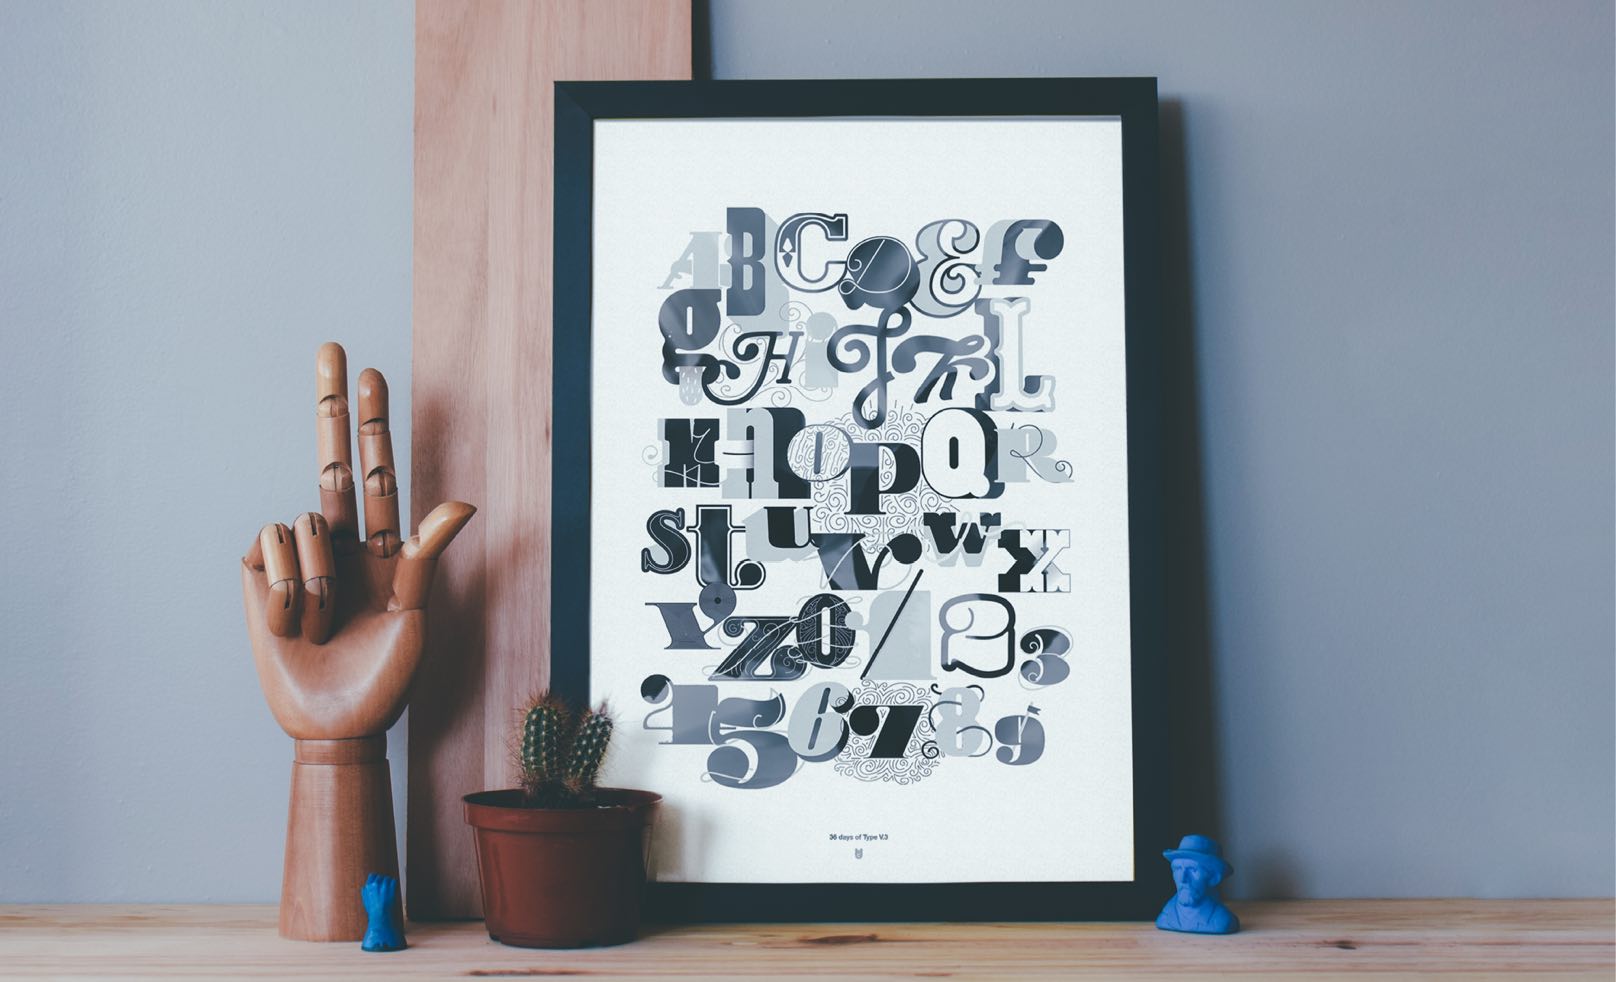 ABCDEF
gHiJKL
MnOPQR
StUVWX
YZ0/123
456789
36 days of Type V.3